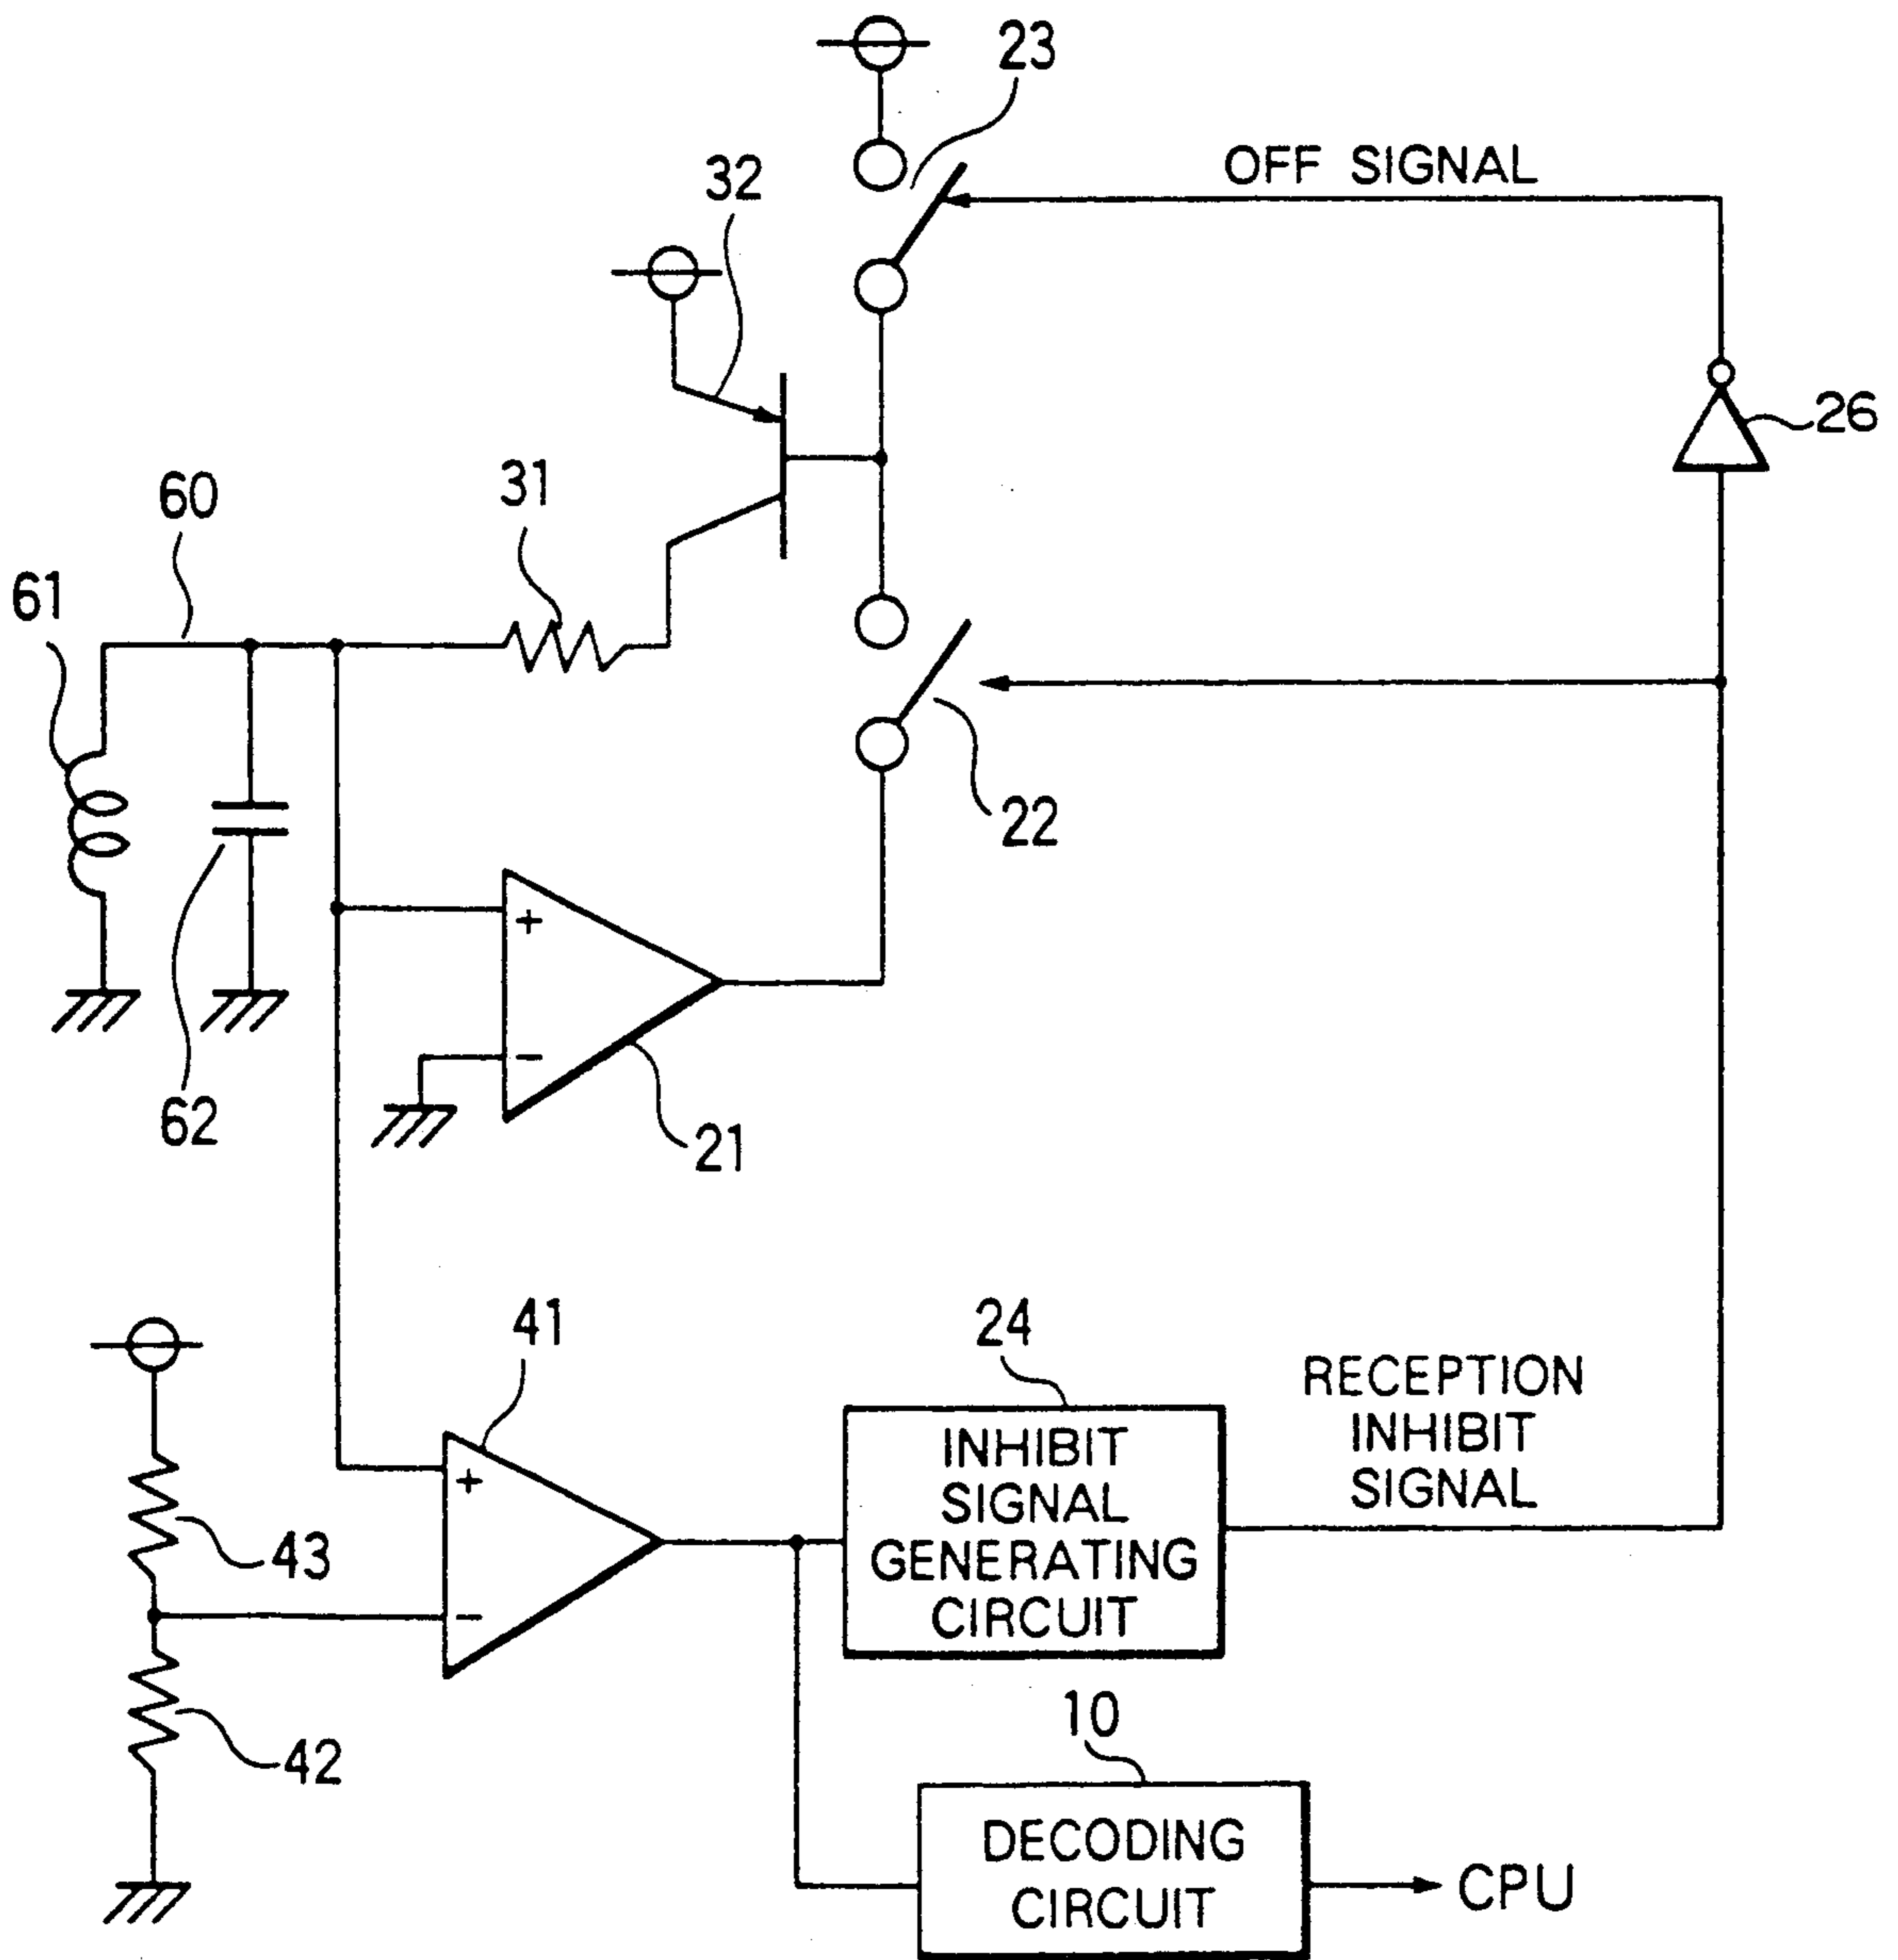 23
OFF SIGNAL
32
26
31
60
61
22
62
21
+
−
41
24
RECEPTION
INHIBIT
SIGNAL
INHIBIT
SIGNAL
GENERATING
CIRCUIT
+
−
43
42
10
DECODING
CIRCUIT
CPU